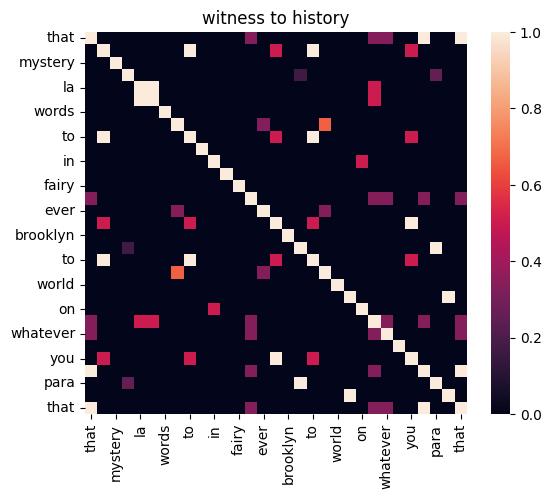 witness to history
that
mystery
la
words
to
in
fairy
ever
brooklyn
to
world
on
whatever
you
para
that
1.0
0.8
0.6
0.4
0.2
0.0
that
mystery
la
words
to
in
fairy
ever
brooklyn
to
world
on
whatever
you
para
that